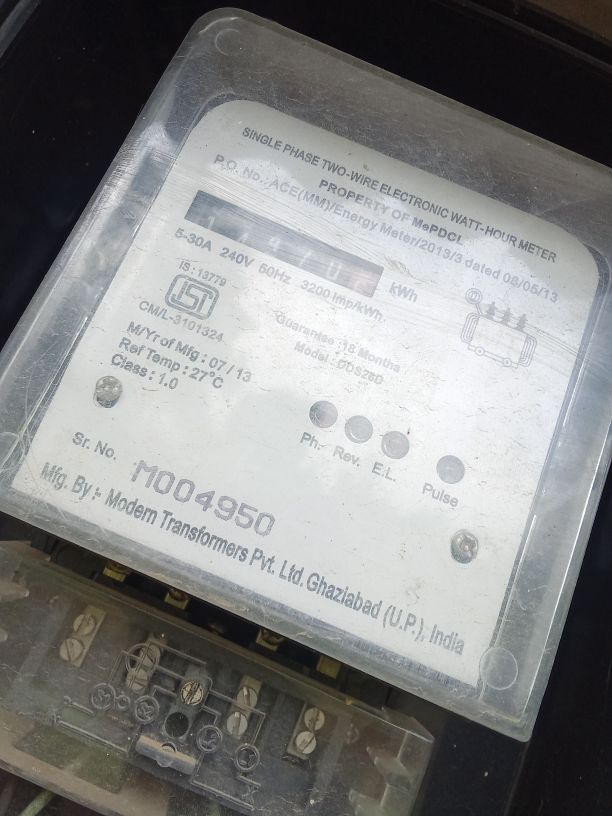 SINGLE PHASE TWO-WIRE ELECTRONIC WATT-HOUR METER
PROPERTY OF MePDCL
P.O. No.: ACE(MM)/Energy Meter/2013/3 dated 08/05/13
kWh
5-30A 240V 50Hz 3200 imp/kWh
IS : 13779
ISI
CM/L-3101324
Guarantee : 18 Months
Model : DDS26D
M/Yr of Mfg : 07 / 13
Ref Temp : 27°C
Class : 1.0
Ph. Rev. E.L. Pulse
Sr. No. M004950
Mfg. By :- Modern Transformers Pvt. Ltd. Ghaziabad (U.P.), India